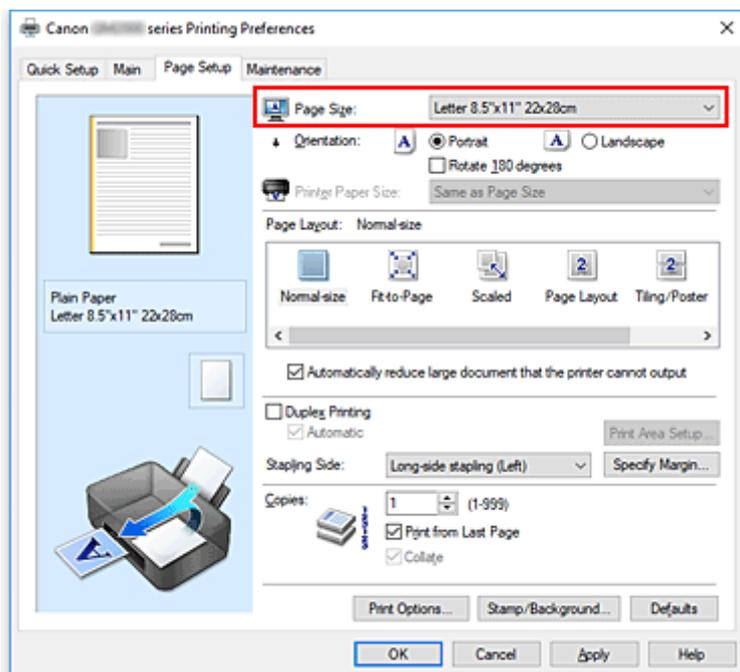 Canon series Printing Preferences
Quick Setup Main Page Setup Maintenance
Page Size: Letter 8.5"x11" 22x28cm
Orientation: A Portrait A Landscape
Rotate 180 degrees
Printer Paper Size: Same as Page Size
Page Layout: Normal-size
2 2
Normal-size Fit-to-Page Scaled Page Layout Tiling/Poster
Plain Paper
Letter 8.5"x11" 22x28cm
Automatically reduce large document that the printer cannot output
Duplex Printing
Automatic Print Area Setup...
Stapling Side: Long-side stapling (Left) Specify Margin...
Copies: 1 (1-999)
Print from Last Page
Collate
A
Print Options... Stamp/Background... Defaults
OK Cancel Apply Help